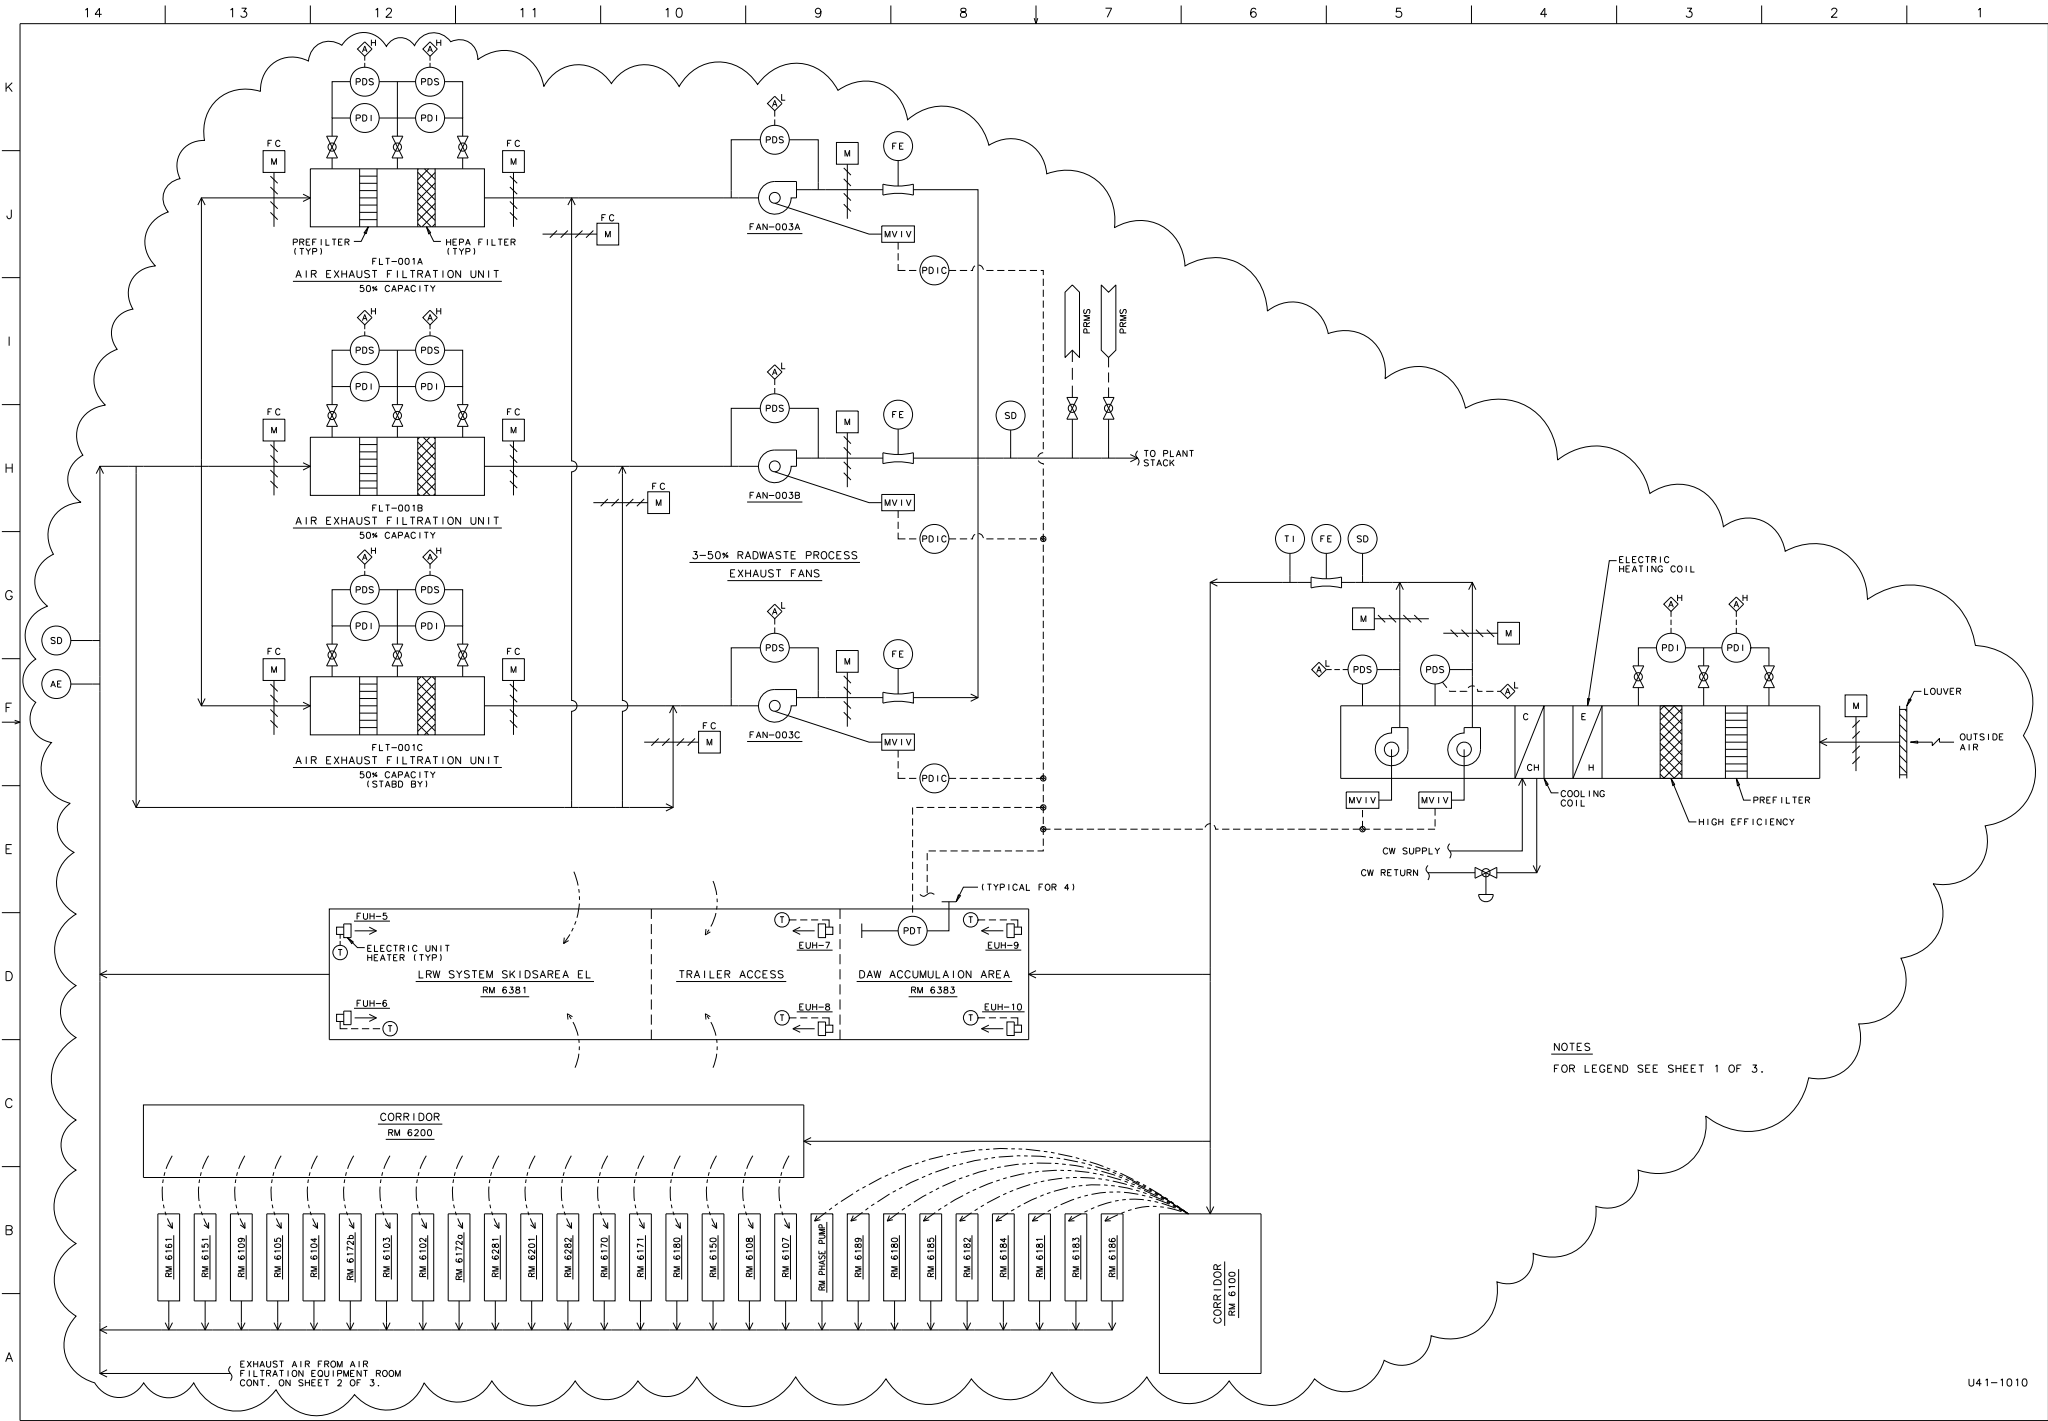 14 13 12 11 10 9 8 7 6 5 4 3 2 1
K
J
I
H
G
F
E
D
C
B
A
A H A H
PDS PDS
PDI PDI
FC FC
M M
PREFILTER
(TYP)
HEPA FILTER
(TYP)
FLT-001A
AIR EXHAUST FILTRATION UNIT
50% CAPACITY
FC
M
A L
PDS
M
FE
FAN-003A
MVIV
PDIC
A H A H
PDS PDS
PDI PDI
FC FC
M M
FLT-001B
AIR EXHAUST FILTRATION UNIT
50% CAPACITY
FC
M
A L
PDS
M
FE
FAN-003B
MVIV
PDIC
SD
PRMS
PRMS
TO PLANT
STACK
3-50% RADWASTE PROCESS
EXHAUST FANS
A H A H
PDS PDS
PDI PDI
FC FC
M M
FLT-001C
AIR EXHAUST FILTRATION UNIT
50% CAPACITY
(STABD BY)
FC
M
A L
PDS
M
FE
FAN-003C
MVIV
PDIC
SD
AE
TI FE SD
M
M
A L
PDS PDS
A L
ELECTRIC
HEATING COIL
A H A H
PDI PDI
M
LOUVER
OUTSIDE
AIR
C
CH
E
H
MVIV MVIV
COOLING
COIL
PREFILTER
HIGH EFFICIENCY
CW SUPPLY
CW RETURN
(TYPICAL FOR 4)
FUH-5
T
ELECTRIC UNIT
HEATER (TYP)
LRW SYSTEM SKIDSAREA EL
RM 6381
FUH-6
T
TRAILER ACCESS
T
EUH-7
EUH-8
T
PDT
T
EUH-9
DAW ACCUMULAION AREA
RM 6383
EUH-10
T
NOTES
FOR LEGEND SEE SHEET 1 OF 3.
CORRIDOR
RM 6200
RM 6161
RM 6151
RM 6109
RM 6105
RM 6104
RM 6172b
RM 6103
RM 6102
RM 6172a
RM 6281
RM 6201
RM 6282
RM 6170
RM 6171
RM 6180
RM 6150
RM 6108
RM 6107
RM PHASE PUMP
RM 6189
RM 6180
RM 6185
RM 6182
RM 6184
RM 6181
RM 6183
RM 6186
CORRIDOR
RM 6100
EXHAUST AIR FROM AIR
FILTRATION EQUIPMENT ROOM
CONT. ON SHEET 2 OF 3.
U41-1010